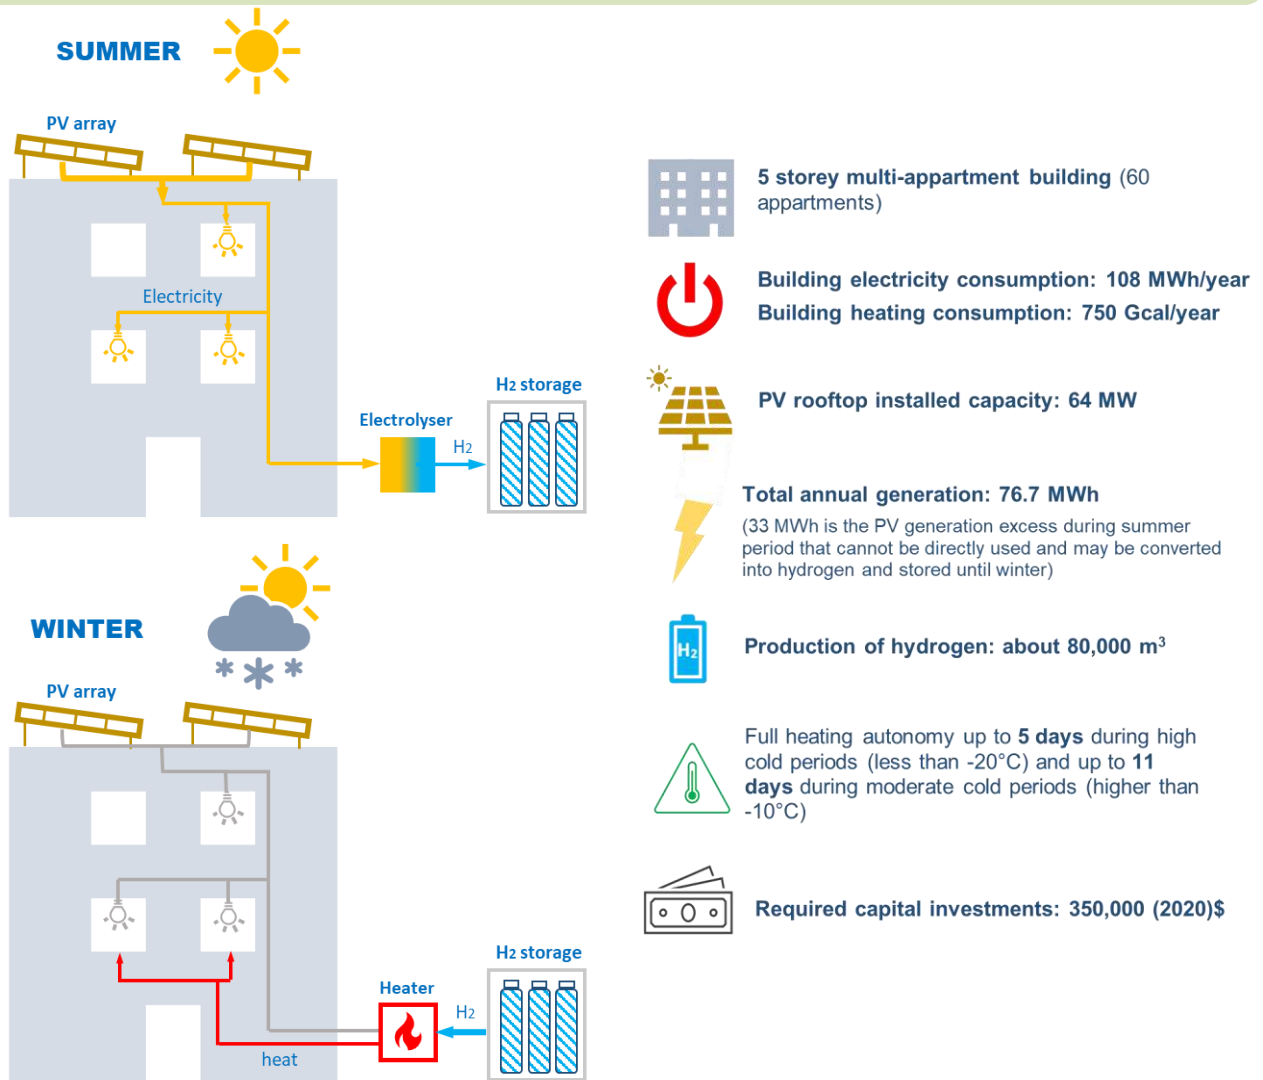 SUMMER
PV array
Electricity
Electrolyser
H2
H2 storage
WINTER
PV array
heat
Heater
H2
H2 storage
5 storey multi-appartment building (60
appartments)
Building electricity consumption: 108 MWh/year
Building heating consumption: 750 Gcal/year
PV rooftop installed capacity: 64 MW
Total annual generation: 76.7 MWh
(33 MWh is the PV generation excess during summer
period that cannot be directly used and may be converted
into hydrogen and stored until winter)
H2
Production of hydrogen: about 80,000 m³
Full heating autonomy up to 5 days during high
cold periods (less than -20°C) and up to 11
days during moderate cold periods (higher than
-10°C)
Required capital investments: 350,000 (2020)$